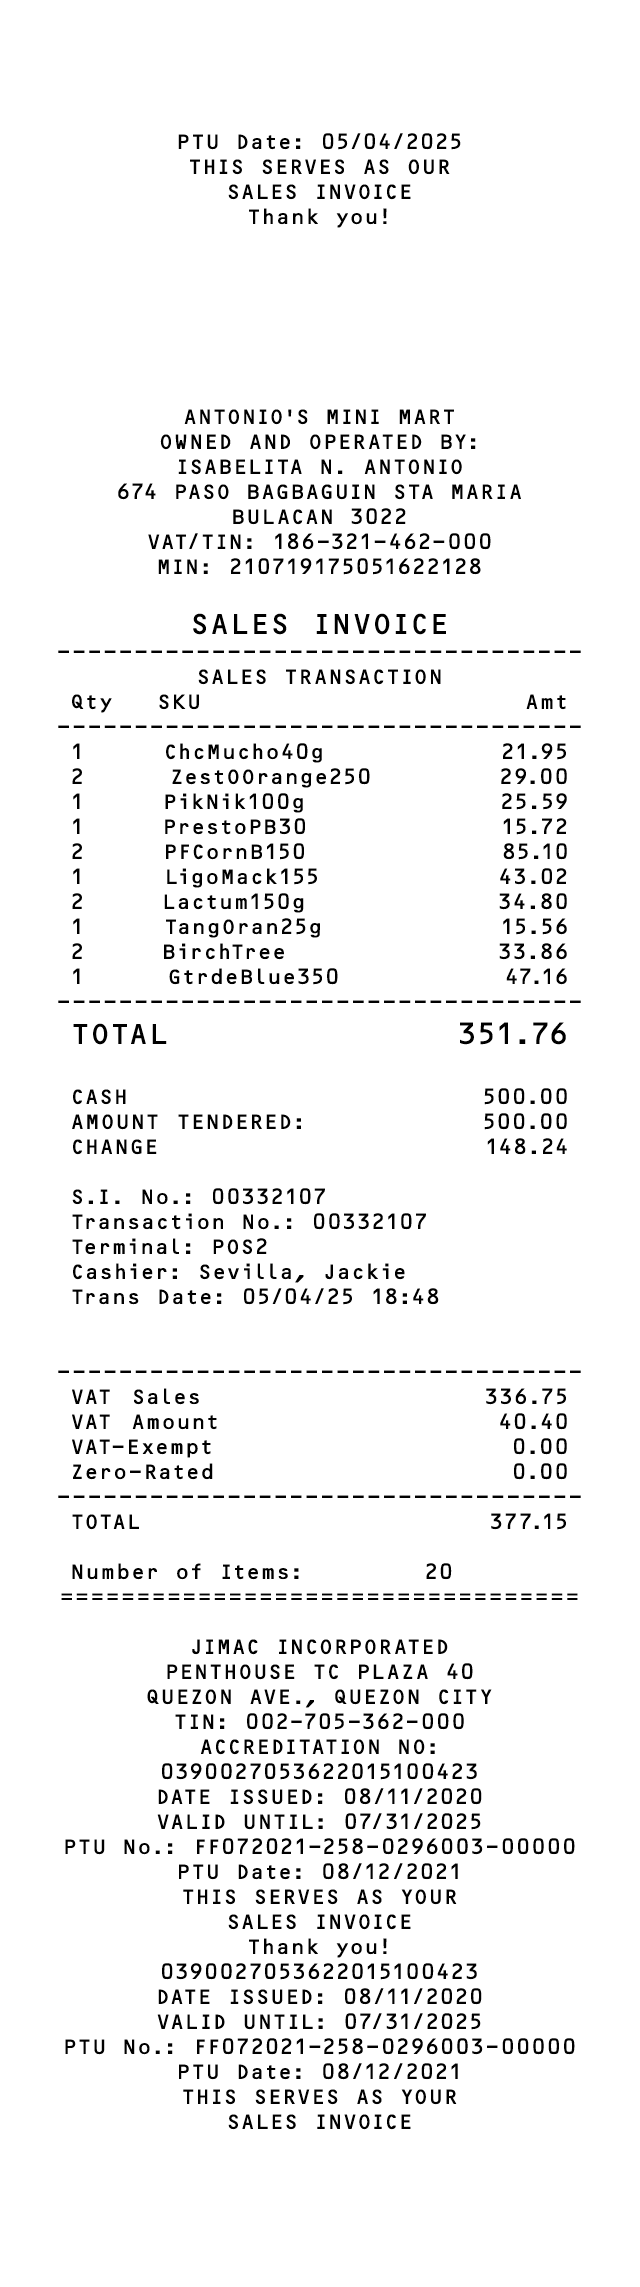 PTU Date: 05/04/2025
THIS SERVES AS OUR
SALES INVOICE
Thank you!
ANTONIO'S MINI MART
OWNED AND OPERATED BY:
ISABELITA N. ANTONIO
674 PASO BAGBAGUIN STA MARIA
BULACAN 3022
VAT/TIN: 186-321-462-000
MIN: 210719175051622128
SALES INVOICE
----------------------------------
SALES TRANSACTION
Qty SKU Amt
----------------------------------
1 ChcMucho40g 21.95
2 ZestOOrange250 29.00
1 PikNik100g 25.59
1 PrestoPB30 15.72
2 PFCornB150 85.10
1 LigoMack155 43.02
2 Lactum150g 34.80
1 TangOran25g 15.56
2 BirchTree 33.86
1 GtrdeBlue350 47.16
----------------------------------
TOTAL 351.76
CASH 500.00
AMOUNT TENDERED: 500.00
CHANGE 148.24
S.I. No.: 00332107
Transaction No.: 00332107
Terminal: POS2
Cashier: Sevilla, Jackie
Trans Date: 05/04/25 18:48
----------------------------------
VAT Sales 336.75
VAT Amount 40.40
VAT-Exempt 0.00
Zero-Rated 0.00
----------------------------------
TOTAL 377.15
Number of Items: 20
==================================
JIMAC INCORPORATED
PENTHOUSE TC PLAZA 40
QUEZON AVE., QUEZON CITY
TIN: 002-705-362-000
ACCREDITATION NO:
0390027053622015100423
DATE ISSUED: 08/11/2020
VALID UNTIL: 07/31/2025
PTU No.: FF072021-258-0296003-00000
PTU Date: 08/12/2021
THIS SERVES AS YOUR
SALES INVOICE
Thank you!
0390027053622015100423
DATE ISSUED: 08/11/2020
VALID UNTIL: 07/31/2025
PTU No.: FF072021-258-0296003-00000
PTU Date: 08/12/2021
THIS SERVES AS YOUR
SALES INVOICE